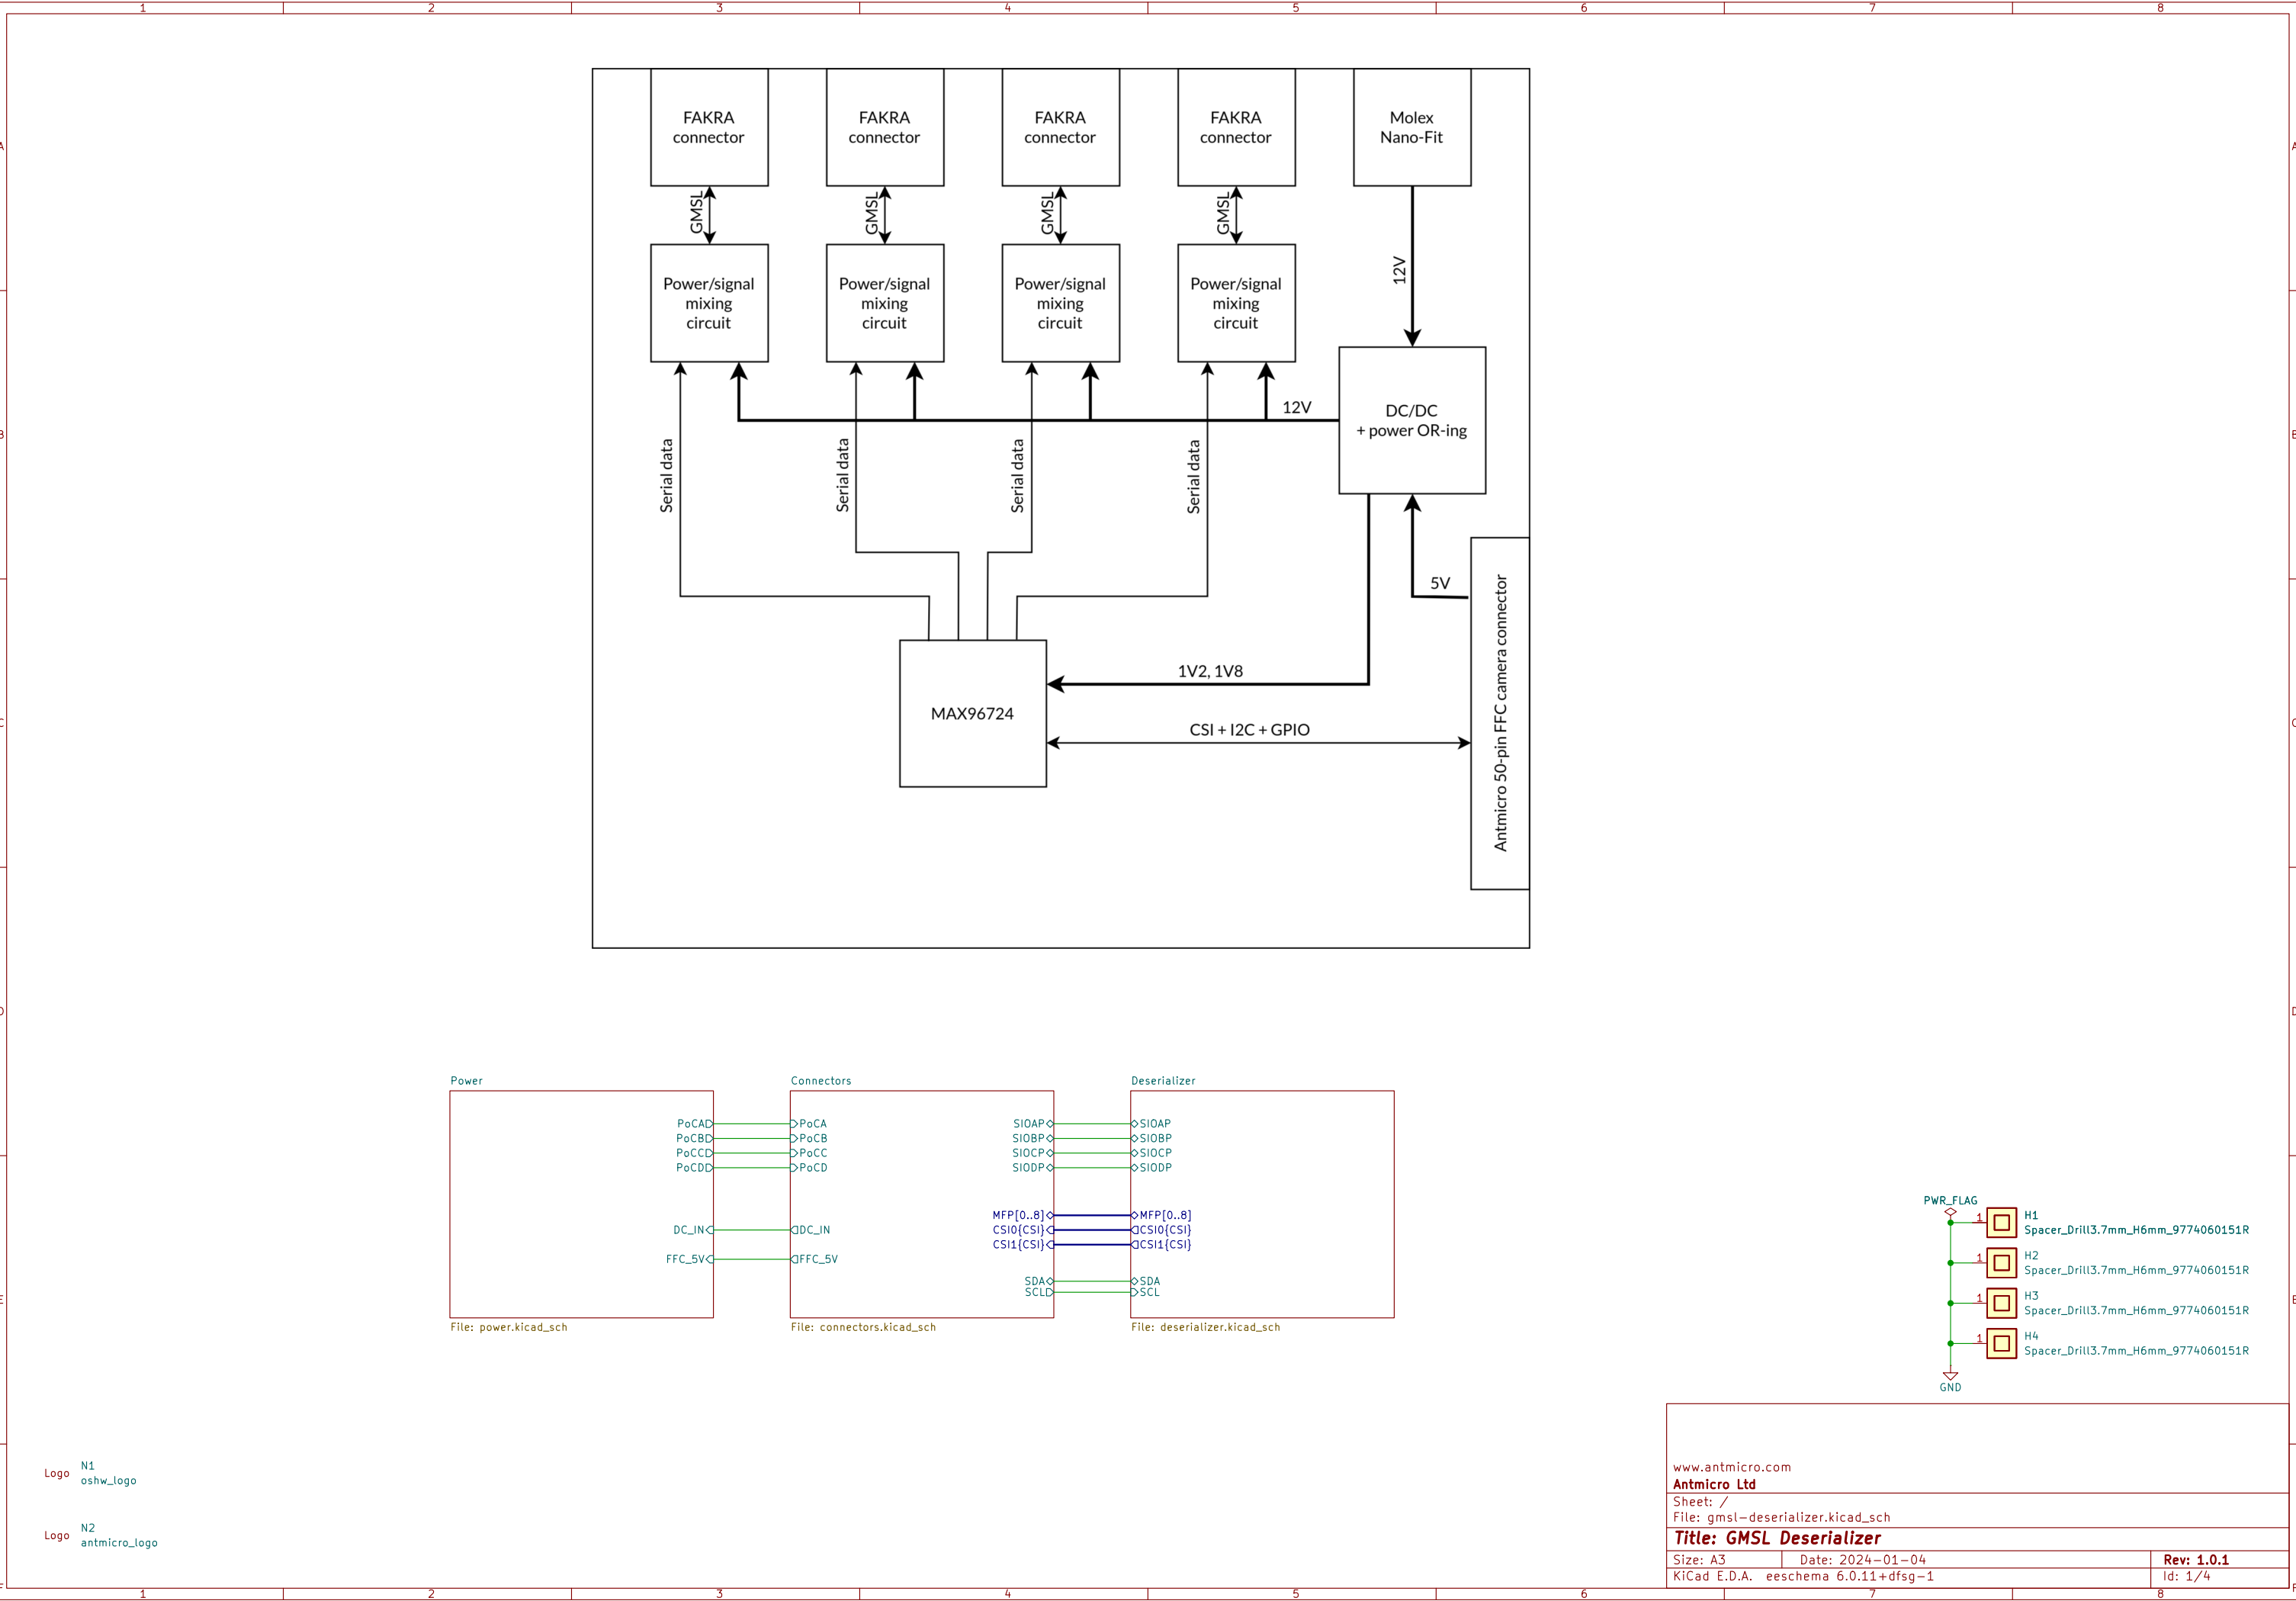 1 2 3 4 5 6 7 8
FAKRA
connector
FAKRA
connector
FAKRA
connector
FAKRA
connector
Molex
Nano-Fit
A
A
GMSL
GMSL
GMSL
GMSL
12V
Power/signal
mixing
circuit
Power/signal
mixing
circuit
Power/signal
mixing
circuit
Power/signal
mixing
circuit
12V
DC/DC
+ power OR-ing
B
Serial data
Serial data
Serial data
Serial data
5V
Antmicro 50-pin FFC camera connector
1V2, 1V8
MAX96724
CSI + I2C + GPIO
Power
PoCA
PoCB
PoCC
PoCD
DC_IN
FFC_5V
File: power.kicad_sch
Connectors
PoCA
PoCB
PoCC
PoCD
DC_IN
FFC_5V
SIOAP
SIOBP
SIOCP
SIODP
MFP[0..8]
CSI0{CSI}
CSI1{CSI}
SDA
SCL
File: connectors.kicad_sch
Deserializer
SIOAP
SIOBP
SIOCP
SIODP
MFP[0..8]
CSI0{CSI}
CSI1{CSI}
SDA
SCL
File: deserializer.kicad_sch
PWR_FLAG
1
H1
Spacer_Drill3.7mm_H6mm_9774060151R
1
H2
Spacer_Drill3.7mm_H6mm_9774060151R
1
H3
Spacer_Drill3.7mm_H6mm_9774060151R
1
H4
Spacer_Drill3.7mm_H6mm_9774060151R
GND
Logo
N1
oshw_logo
Logo
N2
antmicro_logo
www.antmicro.com
Antmicro Ltd
Sheet: /
File: gmsl-deserializer.kicad_sch
Title: GMSL Deserializer
Size: A3
Date: 2024-01-04
Rev: 1.0.1
KiCad E.D.A. eeschema 6.0.11+dfsg-1
Id: 1/4
1 2 3 4 5 6 7 8